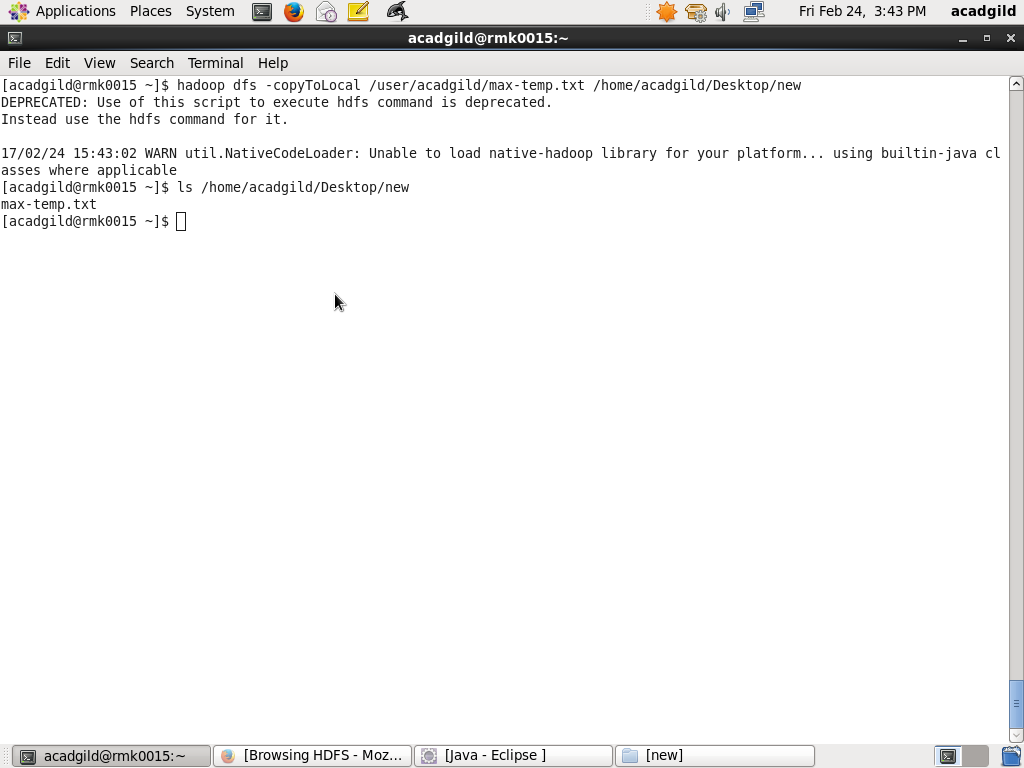 Applications Places System Fri Feb 24, 3:43 PM acadgild
acadgild@rmk0015:~
File Edit View Search Terminal Help
[acadgild@rmk0015 ~]$ hadoop dfs -copyToLocal /user/acadgild/max-temp.txt /home/acadgild/Desktop/new
DEPRECATED: Use of this script to execute hdfs command is deprecated.
Instead use the hdfs command for it.
17/02/24 15:43:02 WARN util.NativeCodeLoader: Unable to load native-hadoop library for your platform... using builtin-java cl
asses where applicable
[acadgild@rmk0015 ~]$ ls /home/acadgild/Desktop/new
max-temp.txt
[acadgild@rmk0015 ~]$
acadgild@rmk0015:~ [Browsing HDFS - Moz... [Java - Eclipse ] [new]